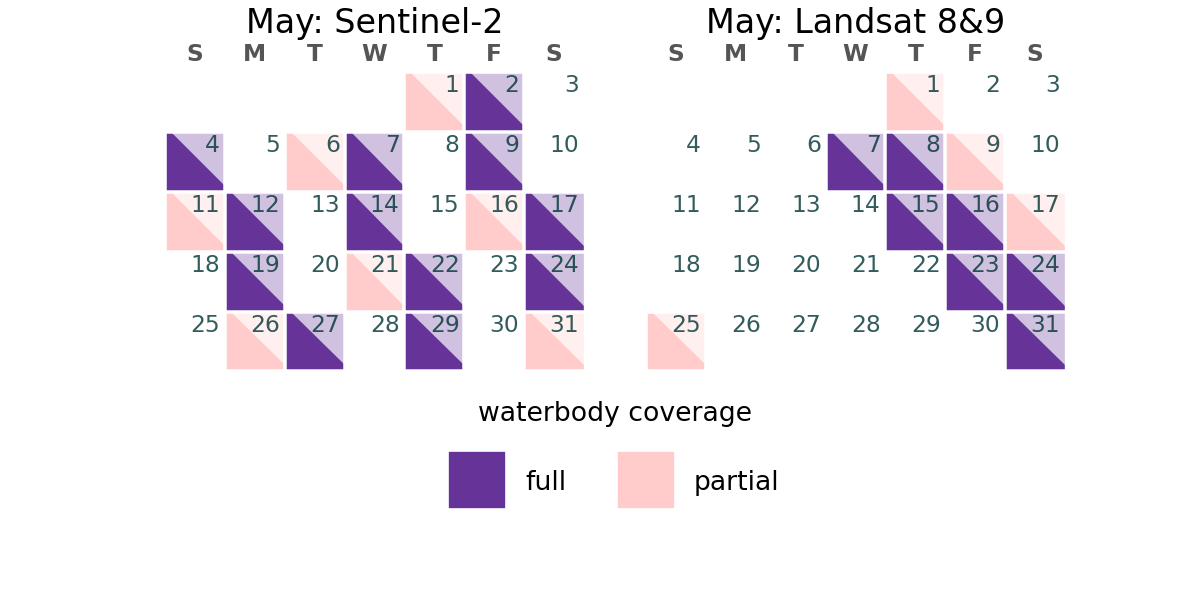 May: Sentinel-2
S M T W T F S
1 2 3
4 5 6 7 8 9 10
11 12 13 14 15 16 17
18 19 20 21 22 23 24
25 26 27 28 29 30 31
May: Landsat 8&9
S M T W T F S
1 2 3
4 5 6 7 8 9 10
11 12 13 14 15 16 17
18 19 20 21 22 23 24
25 26 27 28 29 30 31
waterbody coverage
full partial